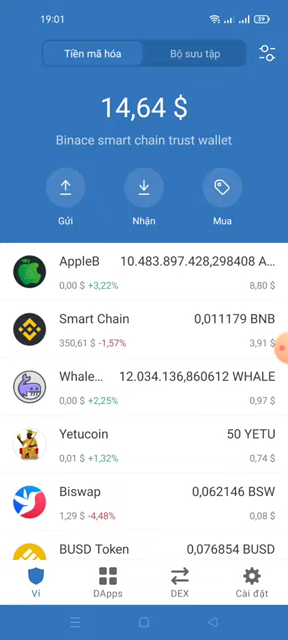 19:01
39
Tiền mã hóa
Bộ sưu tập
14,64 $
Binace smart chain trust wallet
Gửi
Nhận
Mua
AppleB 10.483.897.428,298408 A...
0,00 $ +3,22% 8,80 $
Smart Chain 0,011179 BNB
350,61 $ -1,57% 3,91 $
Whale... 12.034.136,860612 WHALE
0,00 $ +2,25% 0,97 $
Yetucoin 50 YETU
0,01 $ +1,32% 0,74 $
Biswap 0,062146 BSW
1,29 $ -4,48% 0,08 $
BUSD Token 0,076854 BUSD
Ví
DApps
DEX
Cài đặt